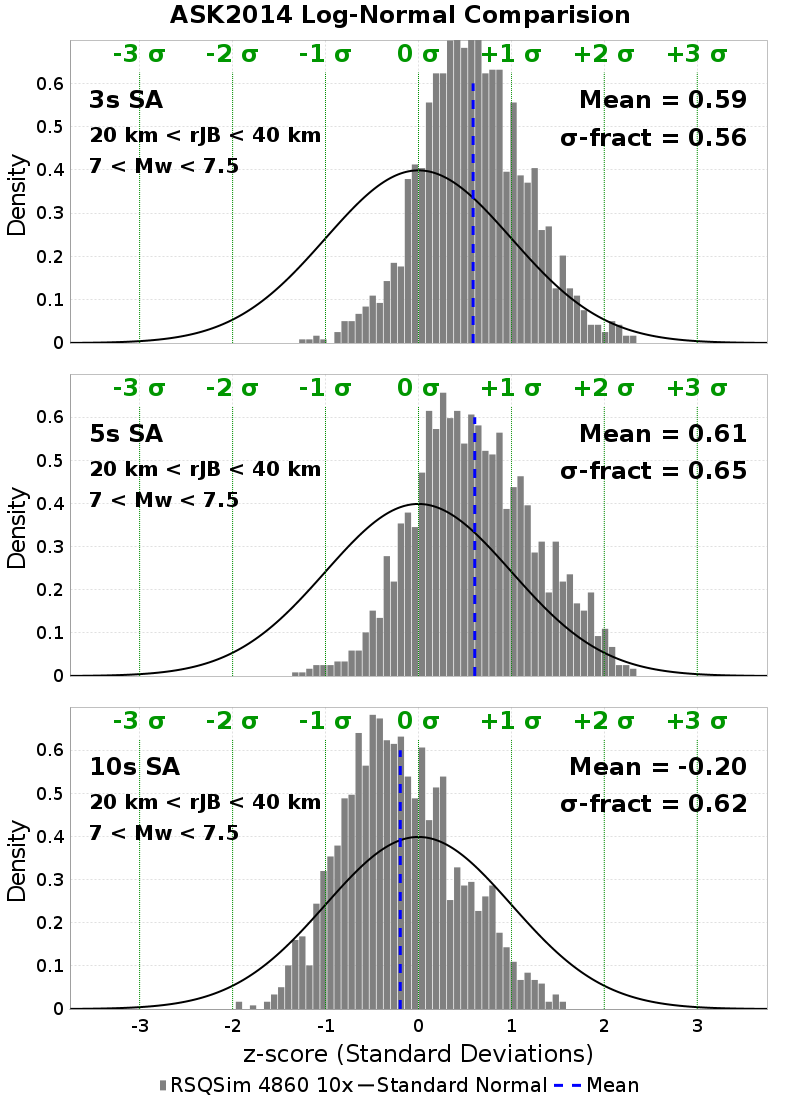 ASK2014 Log-Normal Comparision
-3 σ -2 σ -1 σ 0 σ +1 σ +2 σ +3 σ
3s SA
Mean = 0.59
20 km < rJB < 40 km
σ-fract = 0.56
7 < Mw < 7.5
Density
0.6
0.5
0.4
0.3
0.2
0.1
0
-3 σ -2 σ -1 σ 0 σ +1 σ +2 σ +3 σ
5s SA
Mean = 0.61
20 km < rJB < 40 km
σ-fract = 0.65
7 < Mw < 7.5
Density
0.6
0.5
0.4
0.3
0.2
0.1
0
-3 σ -2 σ -1 σ 0 σ +1 σ +2 σ +3 σ
10s SA
Mean = -0.20
20 km < rJB < 40 km
σ-fract = 0.62
7 < Mw < 7.5
Density
0.6
0.5
0.4
0.3
0.2
0.1
0
-3 -2 -1 0 1 2 3
z-score (Standard Deviations)
RSQSim 4860 10x Standard Normal Mean